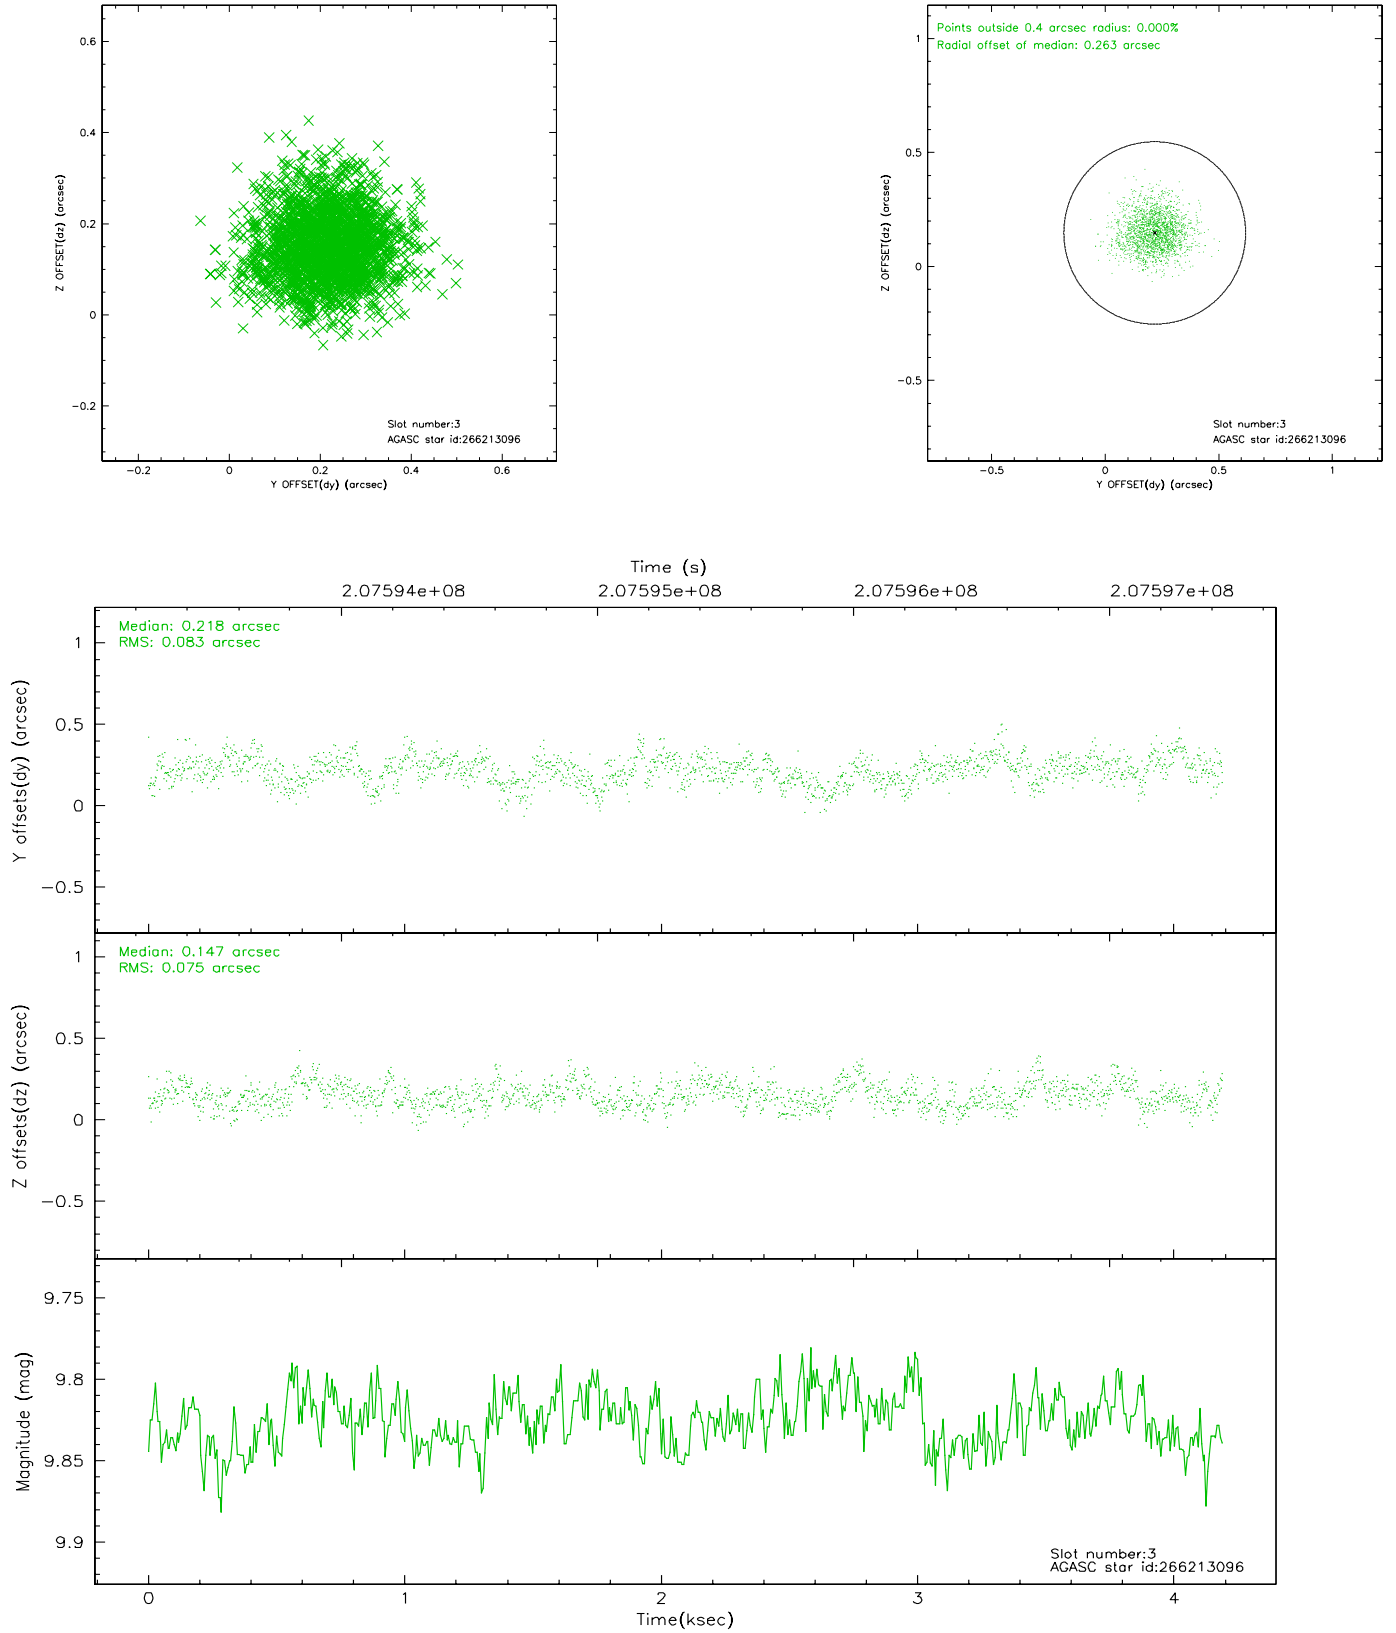 0.6
0.4
0.2
0
−0.2
Z OFFSET(dz) (arcsec)
Slot number:3
AGASC star id:266213096
−0.2 0 0.2 0.4 0.6
Y OFFSET(dy) (arcsec)
Points outside 0.4 arcsec radius: 0.000%
Radial offset of median: 0.263 arcsec
1
0.5
0
−0.5
Z OFFSET(dz) (arcsec)
Slot number:3
AGASC star id:266213096
−0.5 0 0.5 1
Y OFFSET(dy) (arcsec)
Time (s)
2.07594e+08 2.07595e+08 2.07596e+08 2.07597e+08
Median: 0.218 arcsec
RMS: 0.083 arcsec
1
0.5
0
−0.5
Y offsets(dy) (arcsec)
Median: 0.147 arcsec
RMS: 0.075 arcsec
1
0.5
0
−0.5
Z offsets(dz) (arcsec)
9.75
9.8
9.85
9.9
Magnitude (mag)
Slot number:3
AGASC star id:266213096
0 1 2 3 4
Time(ksec)